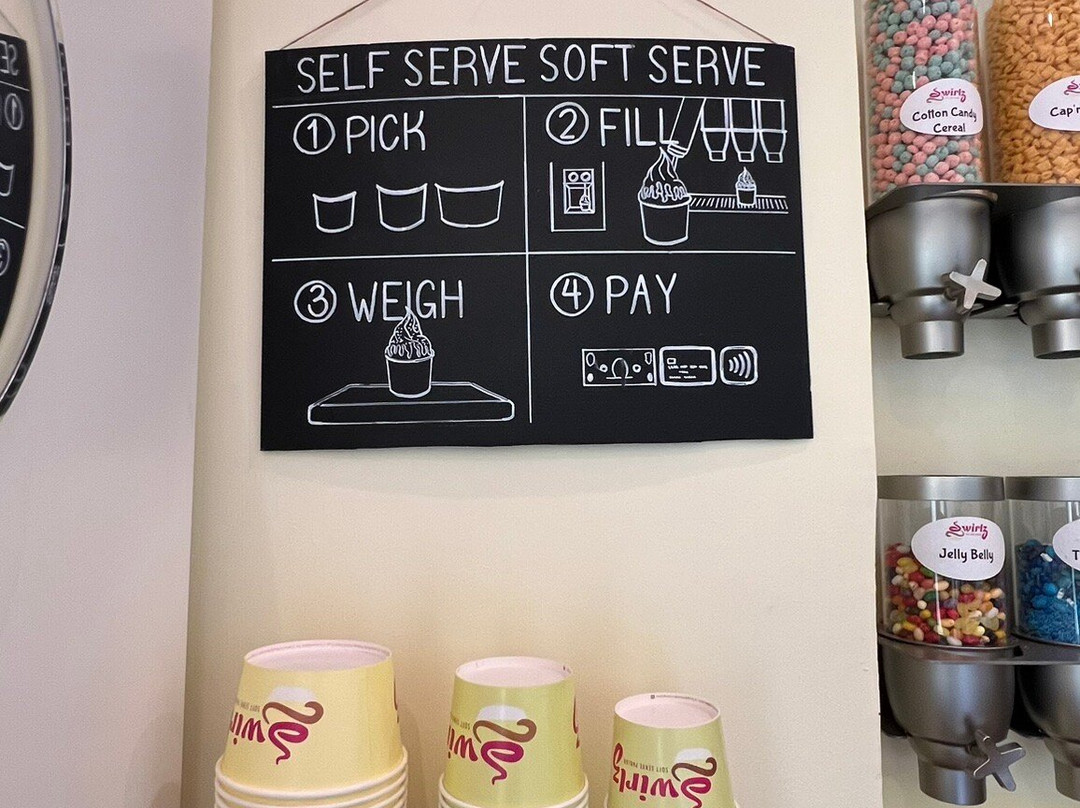 SELF SERVE SOFT SERVE
1 PICK
2 FILL
3 WEIGH
4 PAY
Swirlz
Cotton Candy
Cereal
Cap'n
Swirlz
Jelly Belly
Swirlz
Swirlz
Swirlz